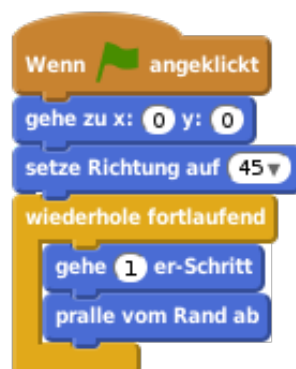 Wenn angeklickt
gehe zu x: 0 y: 0
setze Richtung auf 45▼
wiederhole fortlaufend
gehe 1 er-Schritt
pralle vom Rand ab